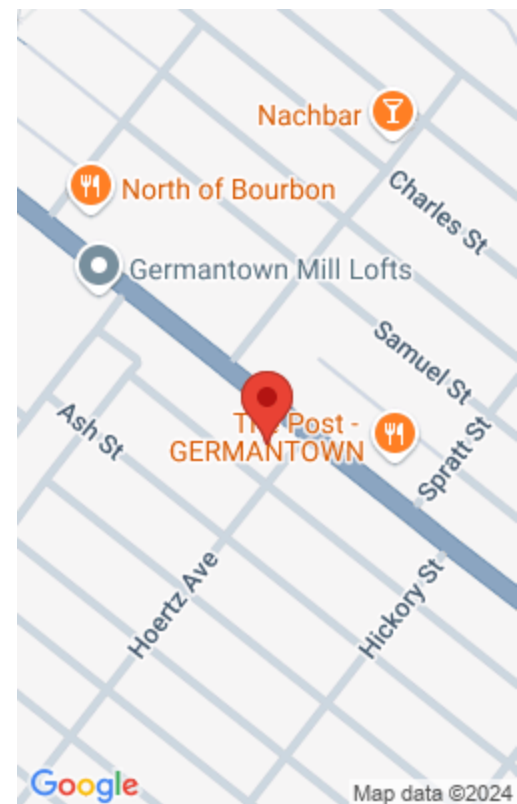 Nachbar
Charles St
North of Bourbon
Germantown Mill Lofts
Samuel St
Ash St
Post -
GERMANTOWN
Spratt St
Hoertz Ave
Hickory St
Google
Map data ©2024